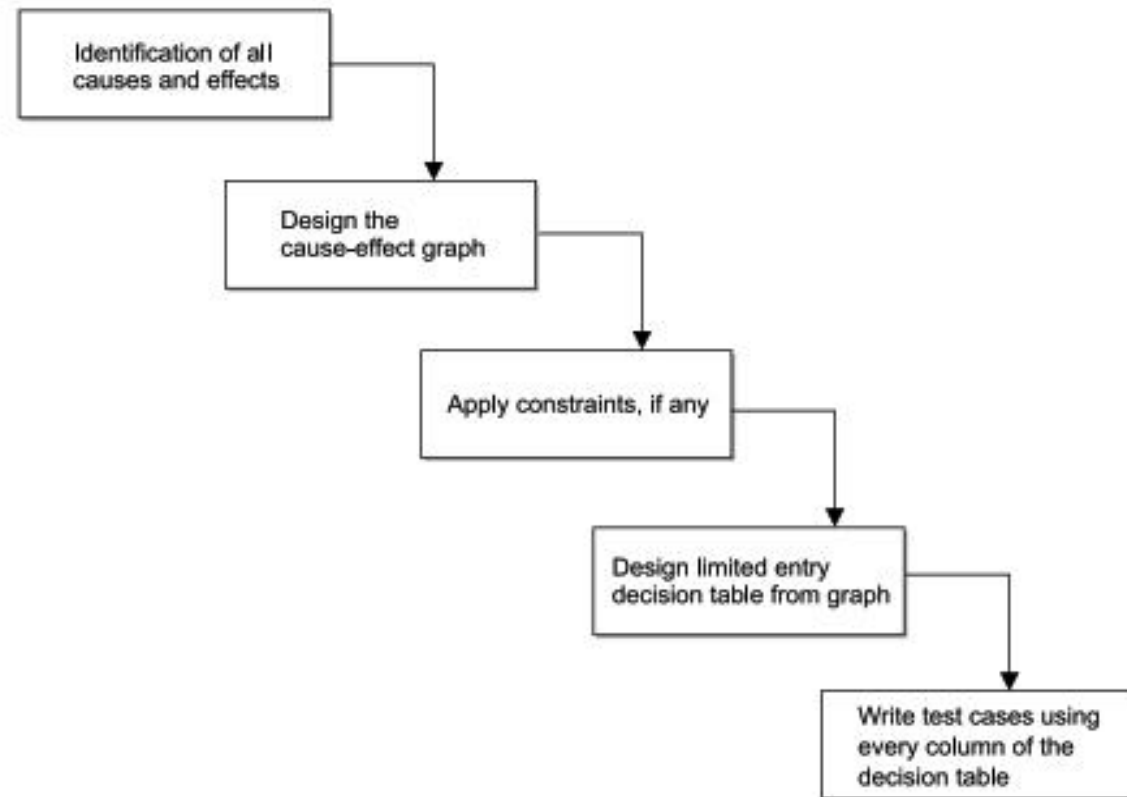 Identification of all
causes and effects
Design the
cause-effect graph
Apply constraints, if any
Design limited entry
decision table from graph
Write test cases using
every column of the
decision table